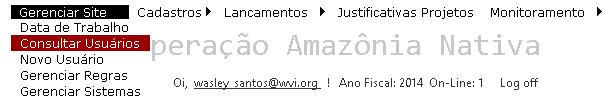 Gerenciar Site Cadastros Lançamentos Justificativas Projetos Monitoramento
Data de Trabalho
Consultar Usuários
peração Amazônia Nativa
Novo Usuário
Gerenciar Regras
Oi, wasley_santos@wvi.org ! Ano Fiscal: 2014 On-Line: 1 Log off
Gerenciar Sistemas